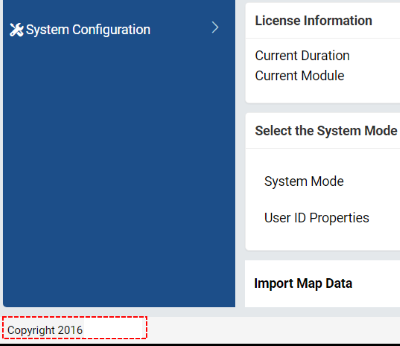 System Configuration
License Information
Current Duration
Current Module
Select the System Mode
System Mode
User ID Properties
Import Map Data
Copyright 2016